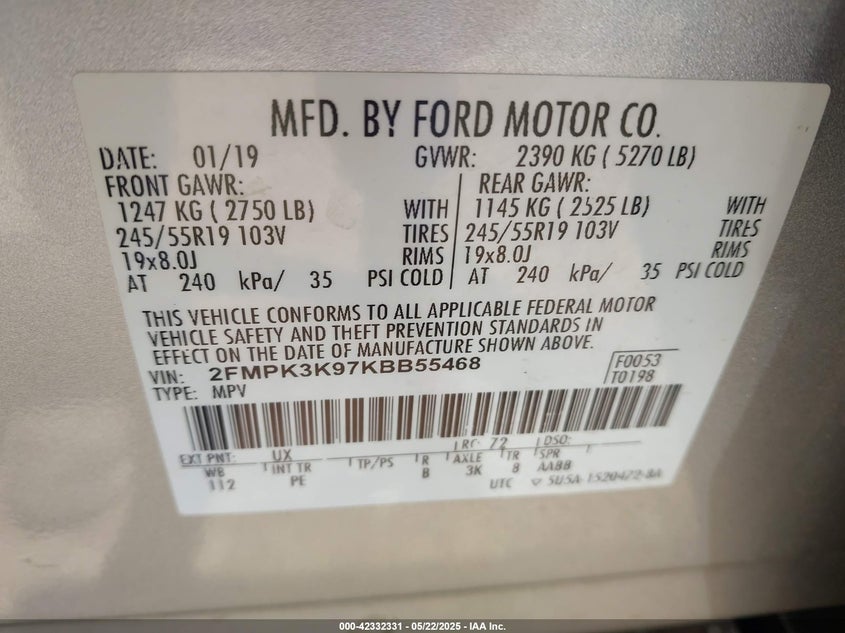 MFD. BY FORD MOTOR CO.
DATE: 01/19 GVWR: 2390 KG ( 5270 LB)
FRONT GAWR: REAR GAWR:
1247 KG ( 2750 LB) WITH 1145 KG ( 2525 LB) WITH
245/55R19 103V TIRES 245/55R19 103V TIRES
19x8.0J RIMS 19x8.0J RIMS
AT 240 kPa/ 35 PSI COLD AT 240 kPa/ 35 PSI COLD
THIS VEHICLE CONFORMS TO ALL APPLICABLE FEDERAL MOTOR
VEHICLE SAFETY AND THEFT PREVENTION STANDARDS IN
EFFECT ON THE DATE OF MANUFACTURE SHOWN ABOVE.
VIN: 2FMPK3K97KBB55468 F0053
TYPE: MPV T0198
EXT PNT: UX RC: 72 DSO:
WB INT TR TP/PS R AXLE TR SPR
112 PE B 3K 8 AABB
UTC 5U5A-1520472-BA
000-42332331 - 05/22/2025 - IAA Inc.